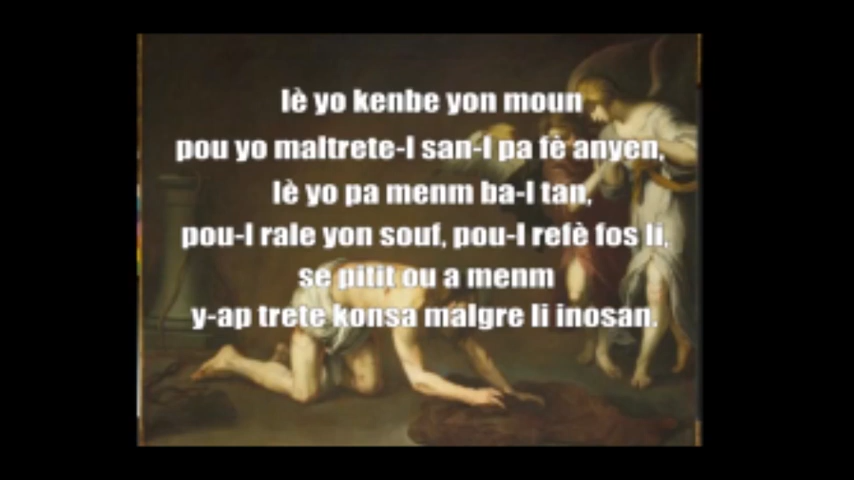 lè yo kenbe yon moun
pou yo maltrete-l san-l pa fè anyen,
lè yo pa menm ba-l tan,
pou-l rale yon souf, pou-l refè fos li,
se pitit ou a menm
y-ap trete konsa malgre li inosan.